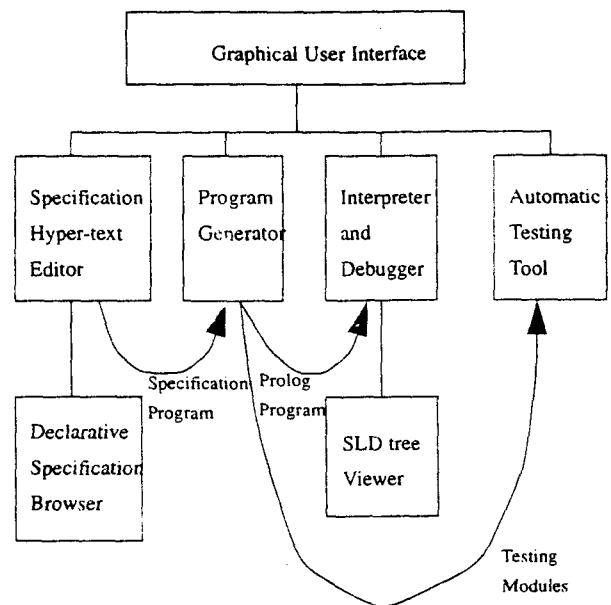 Graphical User Interface
Specification
Hyper-text
Editor
Program
Generator
Interpreter
and
Debugger
Automatic
Testing
Tool
Specification
Program
Prolog
Program
Declarative
Specification
Browser
SLD tree
Viewer
Testing
Modules